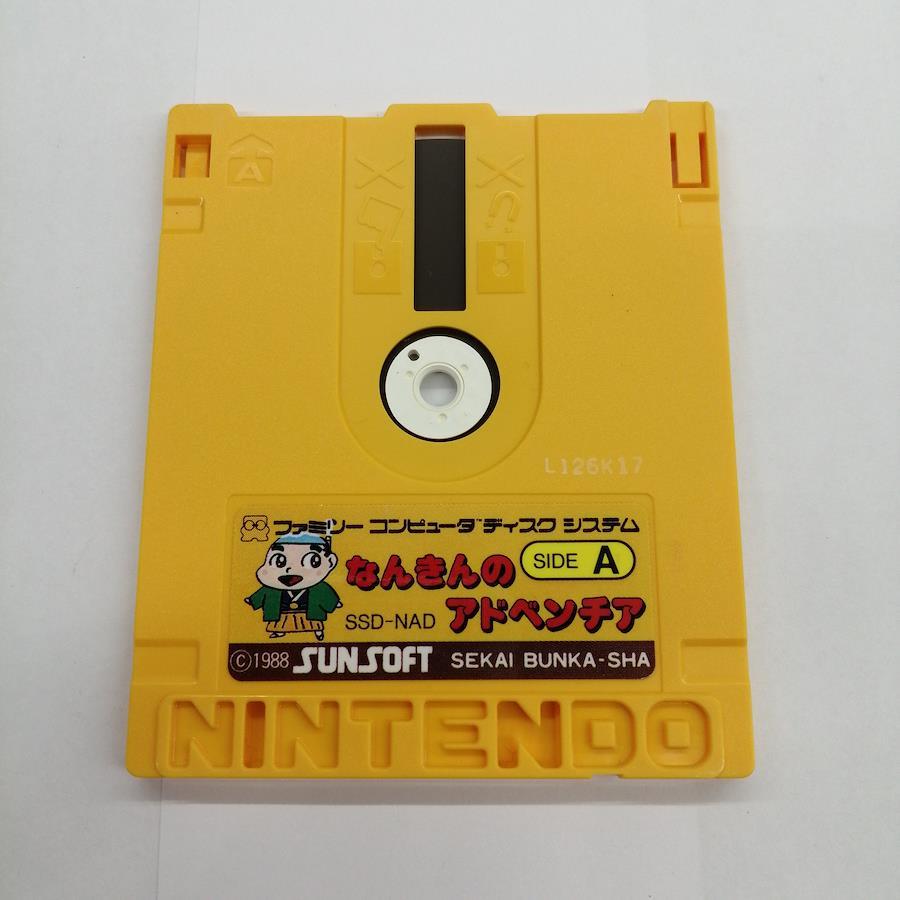 A
L126K17
ファミリー コンピュータ ディスク システム
なんきんの
SIDE A
SSD-NAD アドベンチア
©1988 SUNSOFT SEKAI BUNKA-SHA
NINTENDO